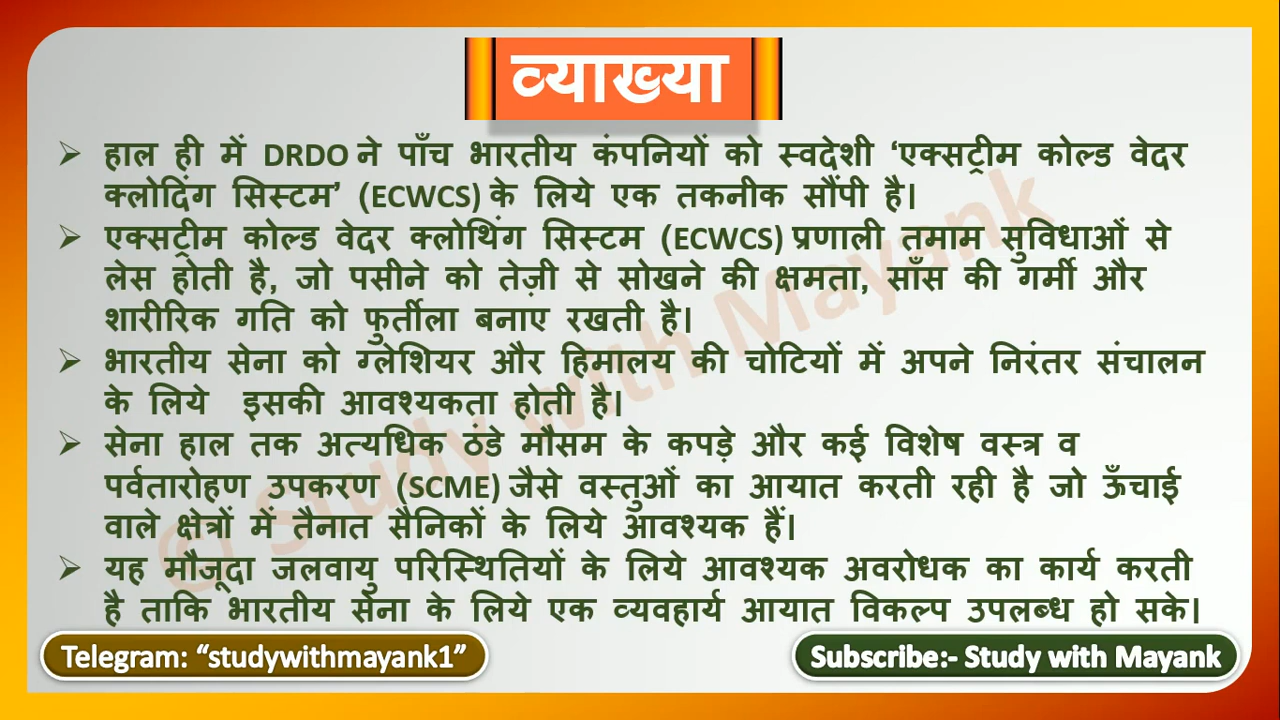 व्याख्या
➢ हाल ही में DRDO ने पाँच भारतीय कंपनियों को स्वदेशी ‘एक्सट्रीम कोल्ड वेदर
क्लोदिंग सिस्टम’ (ECWCS) के लिये एक तकनीक सौंपी है।
➢ एक्सट्रीम कोल्ड वेदर क्लोथिंग सिस्टम (ECWCS) प्रणाली तमाम सुविधाओं से
लेस होती है, जो पसीने को तेज़ी से सोखने की क्षमता, साँस की गर्मी और
शारीरिक गति को फुर्तीला बनाए रखती है।
➢ भारतीय सेना को ग्लेशियर और हिमालय की चोटियों में अपने निरंतर संचालन
के लिये इसकी आवश्यकता होती है।
➢ सेना हाल तक अत्यधिक ठंडे मौसम के कपड़े और कई विशेष वस्त्र व
पर्वतारोहण उपकरण (SCME) जैसे वस्तुओं का आयात करती रही है जो ऊँचाई
वाले क्षेत्रों में तैनात सैनिकों के लिये आवश्यक हैं।
➢ यह मौजूदा जलवायु परिस्थितियों के लिये आवश्यक अवरोधक का कार्य करती
है ताकि भारतीय सेना के लिये एक व्यवहार्य आयात विकल्प उपलब्ध हो सके।
© Study with Mayank
Telegram: “studywithmayank1”
Subscribe:- Study with Mayank